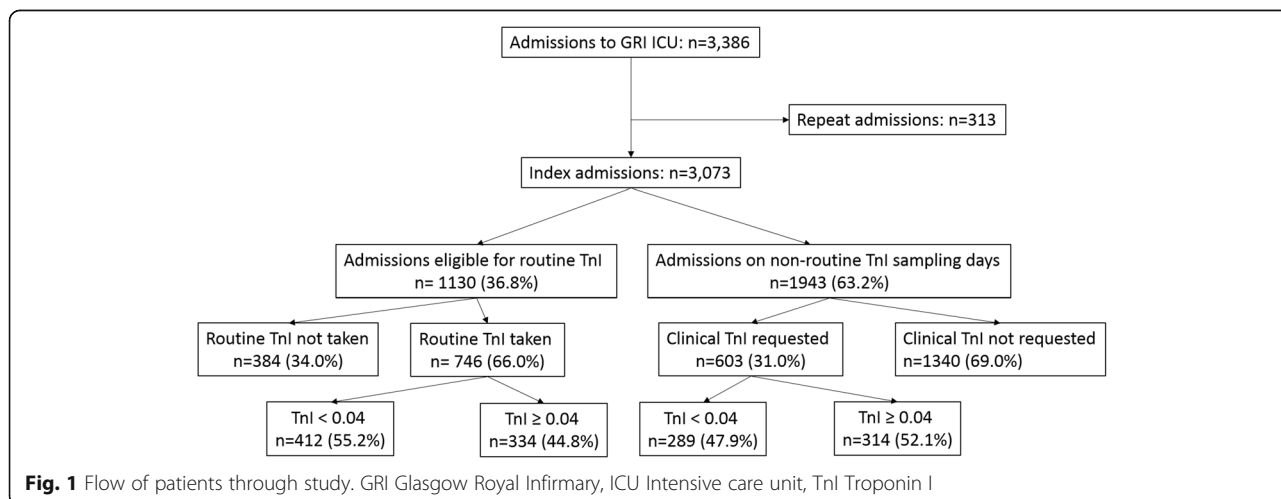 Admissions to GRI ICU: n=3,386
Repeat admissions: n=313
Index admissions: n=3,073
Admissions eligible for routine TnI
n= 1130 (36.8%)
Admissions on non-routine TnI sampling days
n=1943 (63.2%)
Routine TnI not taken
n=384 (34.0%)
Routine TnI taken
n= 746 (66.0%)
Clinical TnI requested
n=603 (31.0%)
Clinical TnI not requested
n=1340 (69.0%)
TnI < 0.04
n=412 (55.2%)
TnI ≥ 0.04
n=334 (44.8%)
TnI < 0.04
n=289 (47.9%)
TnI ≥ 0.04
n=314 (52.1%)
Fig. 1 Flow of patients through study. GRI Glasgow Royal Infirmary, ICU Intensive care unit, TnI Troponin I